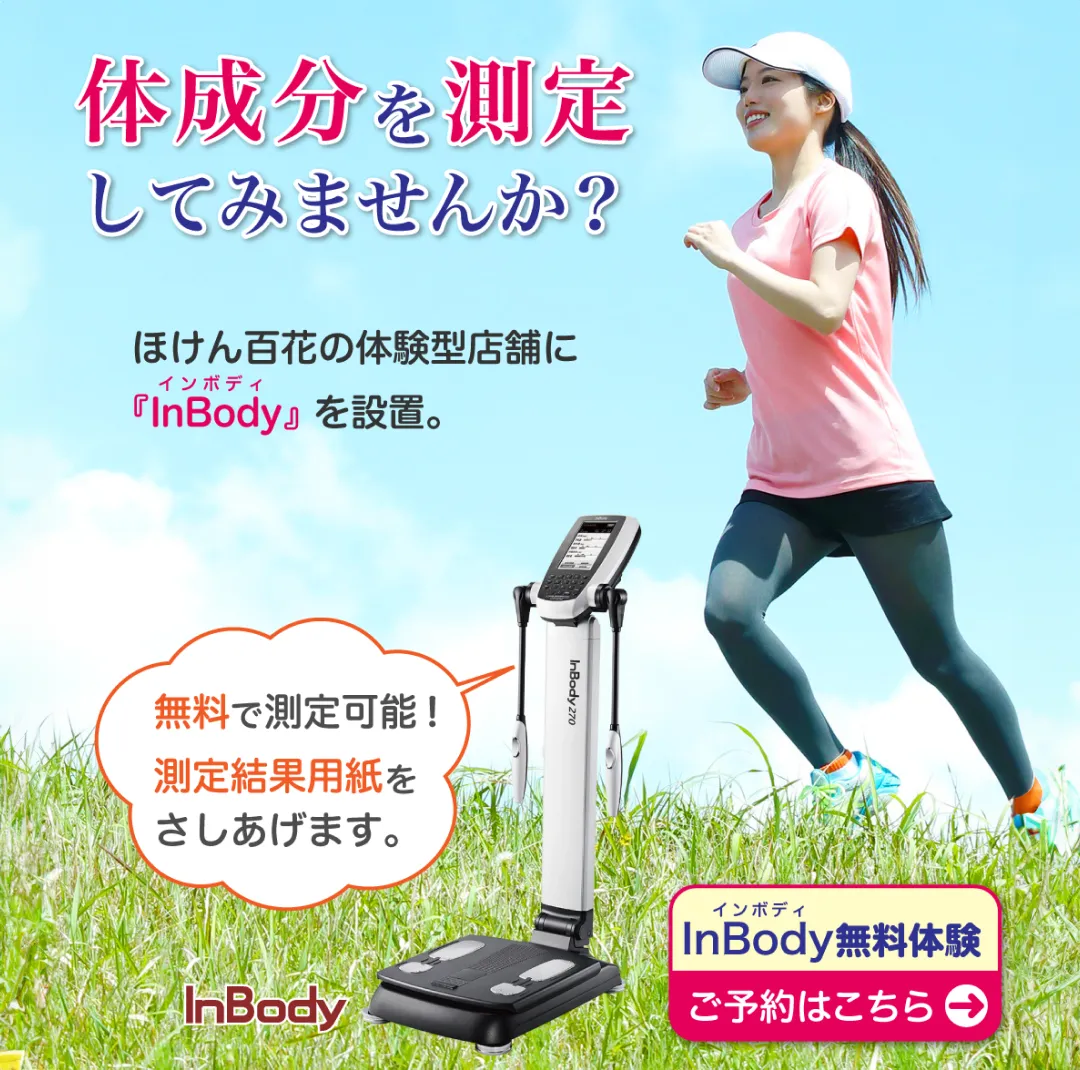 体成分を測定
してみませんか？
ほけん百花の体験型店舗に
インボディ
『InBody』を設置。
無料で測定可能！
測定結果用紙を
さしあげます。
InBody 270
InBody
インボディ
InBody無料体験
ご予約はこちら